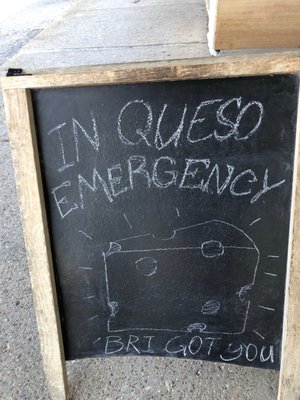 IN QUESO
EMERGENCY
BRI GOT YOU